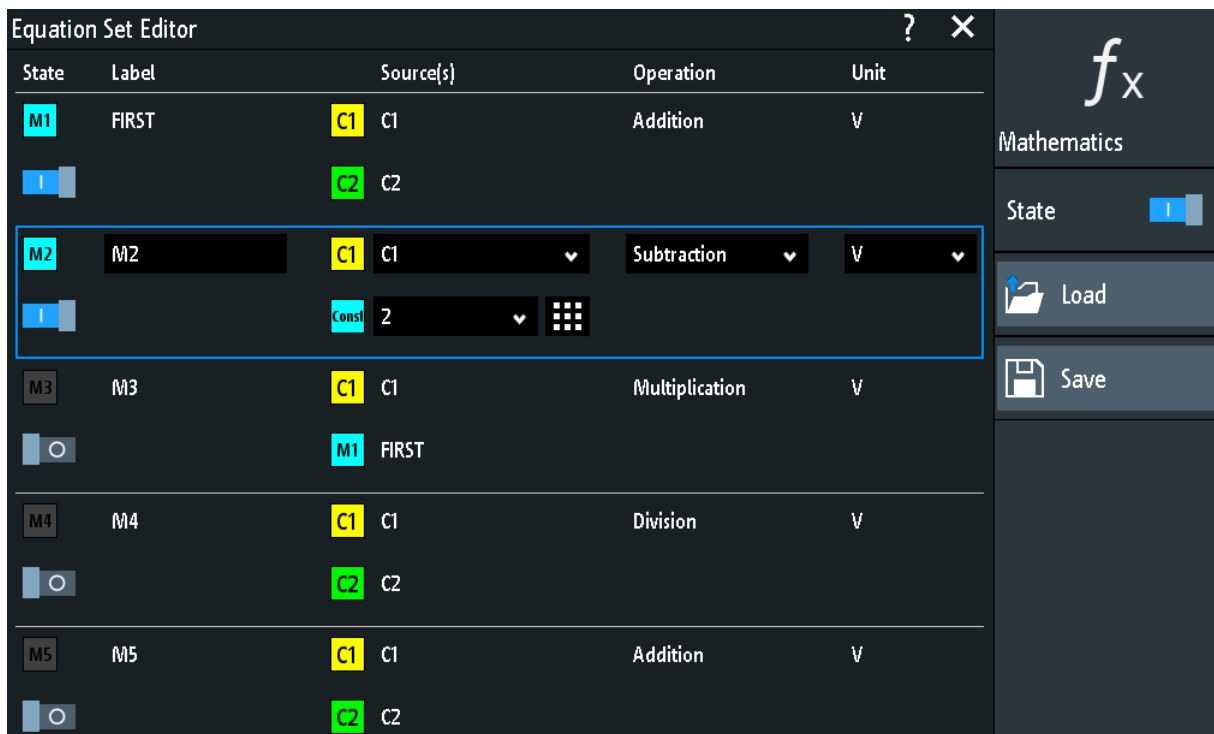 Equation Set Editor ? X
State Label Source(s) Operation Unit
M1 FIRST C1 C1 Addition V
I C2 C2
M2 M2 C1 C1 Subtraction V
I Const 2
M3 M3 C1 C1 Multiplication V
O M1 FIRST
M4 M4 C1 C1 Division V
O C2 C2
M5 M5 C1 C1 Addition V
O C2 C2
fx
Mathematics
State I
Load
Save